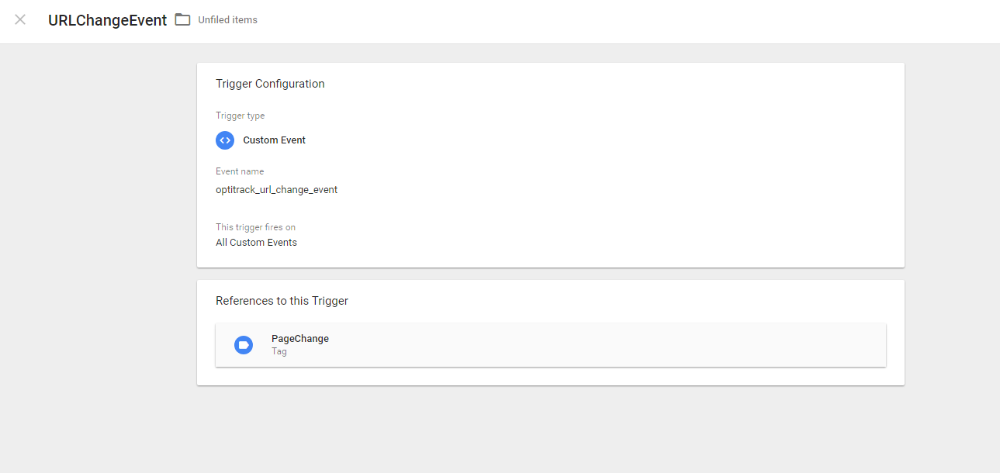 URLChangeEvent Unfiled items
Trigger Configuration
Trigger type
Custom Event
Event name
optitrack_url_change_event
This trigger fires on
All Custom Events
References to this Trigger
PageChange
Tag